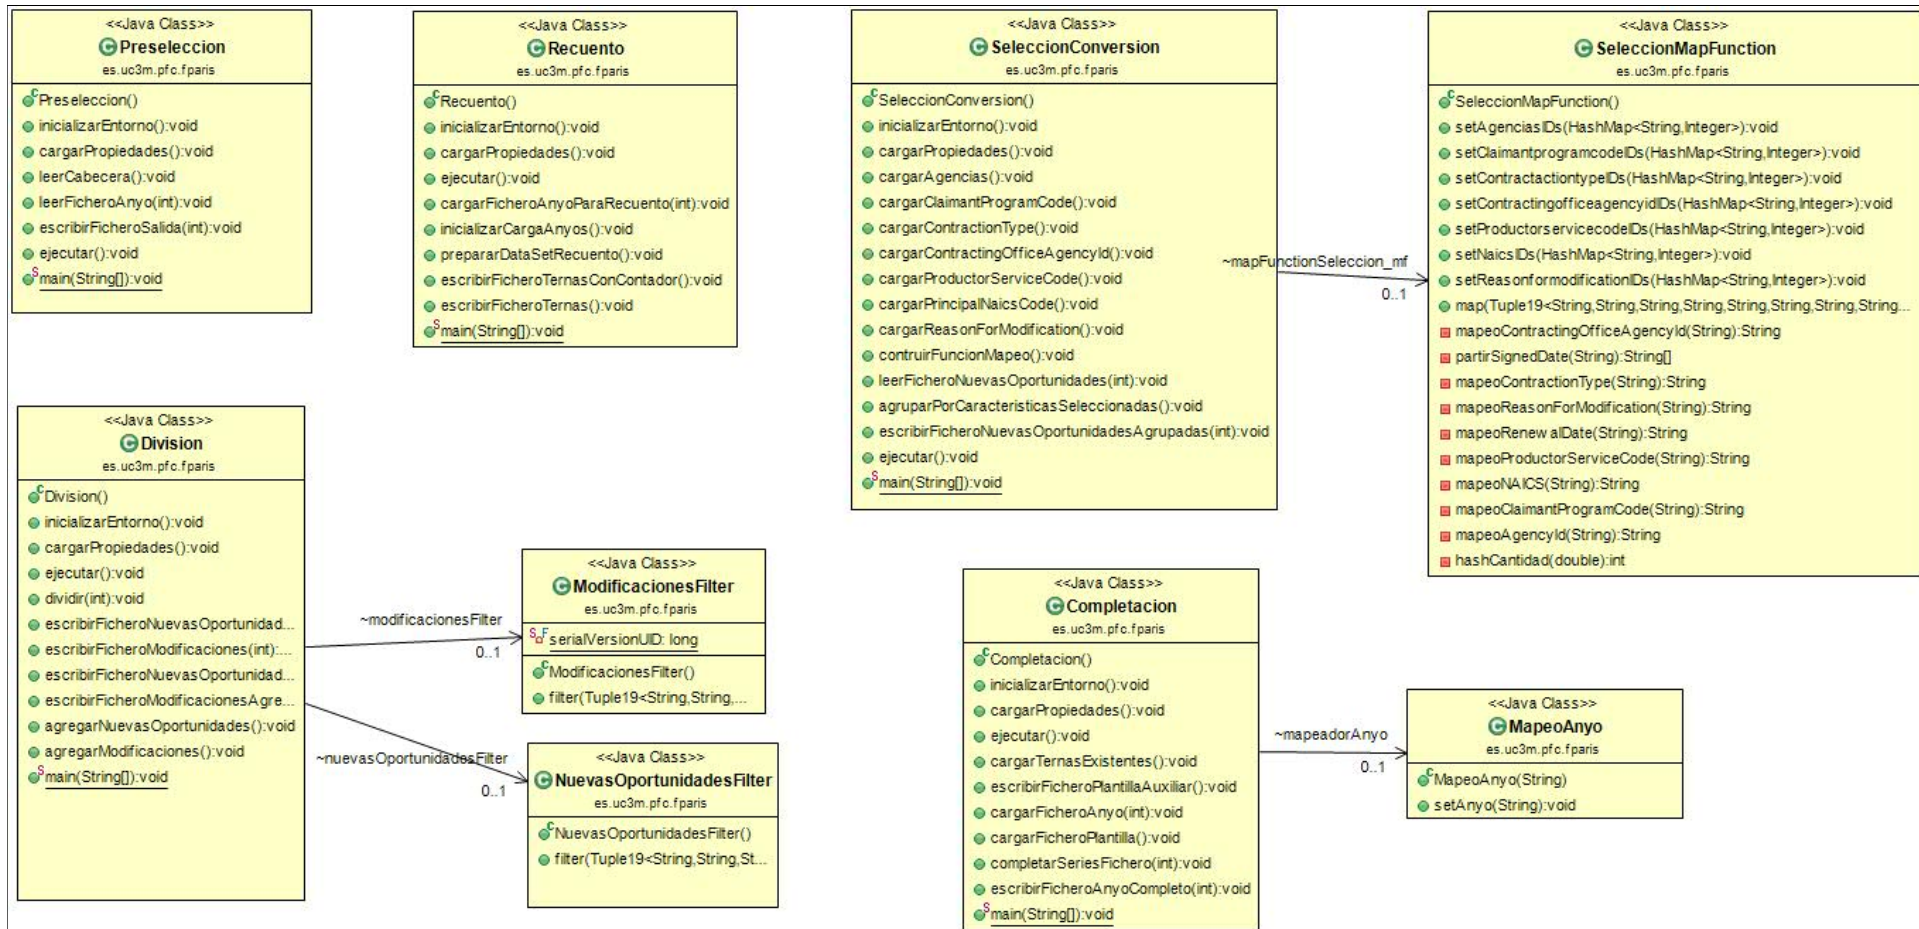 <<Java Class>>
Preseleccion
es.uc3m.pfc.fparis
Preseleccion()
inicializarEntorno():void
cargarPropiedades():void
leerCabecera():void
leerFicheroAnyo(int):void
escribirFicheroSalida(int):void
ejecutar():void
main(String[]):void
<<Java Class>>
Recuento
es.uc3m.pfc.fparis
Recuento()
inicializarEntorno():void
cargarPropiedades():void
ejecutar():void
cargarFicheroAnyoParaRecuento(int):void
inicializarCargaAnyos():void
prepararDataSetRecuento():void
escribirFicheroTernasConContador():void
escribirFicheroTernas():void
main(String[]):void
<<Java Class>>
SeleccionConversion
es.uc3m.pfc.fparis
SeleccionConversion()
inicializarEntorno():void
cargarPropiedades():void
cargarAgencias():void
cargarClaimantProgramCode():void
cargarContractionType():void
cargarContractingOfficeAgencyId():void
cargarProductorServiceCode():void
cargarPrincipalNaicsCode():void
cargarReasonForModification():void
contruirFuncionMapeo():void
leerFicheroNuevasOportunidades(int):void
agruparPorCaracteristicasSeleccionadas():void
escribirFicheroNuevasOportunidadesAgrupadas(int):void
ejecutar():void
main(String[]):void
~mapFunctionSeleccion_mf
0..1
<<Java Class>>
SeleccionMapFunction
es.uc3m.pfc.fparis
SeleccionMapFunction()
setAgenciasIDs(HashMap<String,Integer>):void
setClaimantprogramcodeIDs(HashMap<String,Integer>):void
setContractactiontypeIDs(HashMap<String,Integer>):void
setContractingofficeagencyidIDs(HashMap<String,Integer>):void
setProductorservicecodeIDs(HashMap<String,Integer>):void
setNaicsIDs(HashMap<String,Integer>):void
setReasonformodificationIDs(HashMap<String,Integer>):void
map(Tuple19<String,String,String,String,String,String,String,String...
mapeoContractingOfficeAgencyId(String):String
partirSignedDate(String):String[]
mapeoContractionType(String):String
mapeoReasonForModification(String):String
mapeoRenewalDate(String):String
mapeoProductorServiceCode(String):String
mapeoNAICS(String):String
mapeoClaimantProgramCode(String):String
mapeoAgencyId(String):String
hashCantidad(double):int
<<Java Class>>
Division
es.uc3m.pfc.fparis
Division()
inicializarEntorno():void
cargarPropiedades():void
ejecutar():void
dividir(int):void
escribirFicheroNuevasOportunidad...
escribirFicheroModificaciones(int):...
escribirFicheroNuevasOportunidad...
escribirFicheroModificacionesAgre...
agregarNuevasOportunidades():void
agregarModificaciones():void
main(String[]):void
~modificacionesFilter
0..1
~nuevasOportunidadesFilter
0..1
<<Java Class>>
ModificacionesFilter
es.uc3m.pfc.fparis
serialVersionUID: long
ModificacionesFilter()
filter(Tuple19<String,String,...
<<Java Class>>
NuevasOportunidadesFilter
es.uc3m.pfc.fparis
NuevasOportunidadesFilter()
filter(Tuple19<String,String,St...
<<Java Class>>
Completacion
es.uc3m.pfc.fparis
Completacion()
inicializarEntorno():void
cargarPropiedades():void
ejecutar():void
cargarTernasExistentes():void
escribirFicheroPlantillaAuxiliar():void
cargarFicheroAnyo(int):void
cargarFicheroPlantilla():void
completarSeriesFichero(int):void
escribirFicheroAnyoCompleto(int):void
main(String[]):void
~mapeadorAnyo
0..1
<<Java Class>>
MapeoAnyo
es.uc3m.pfc.fparis
MapeoAnyo(String)
setAnyo(String):void